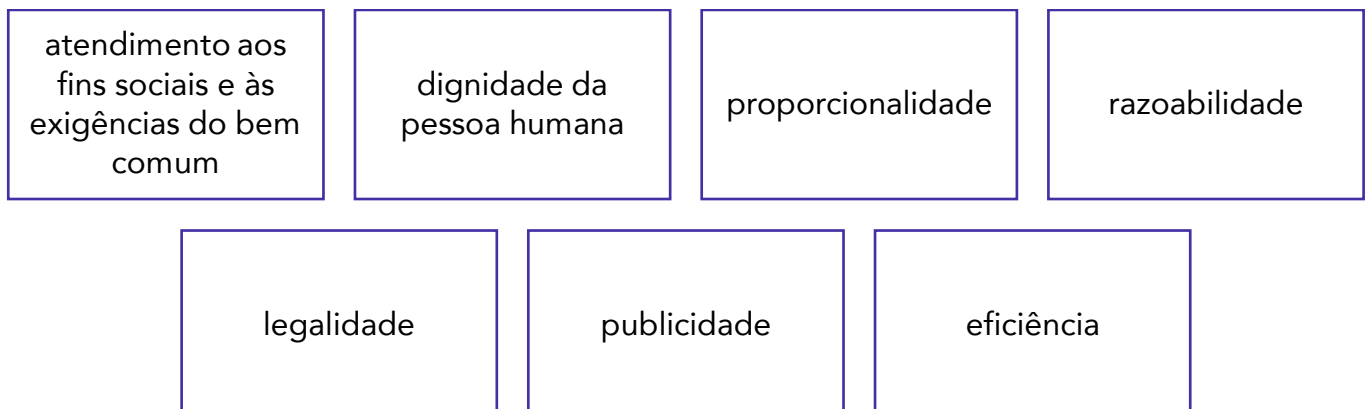 atendimento aos
fins sociais e às
exigências do bem
comum
dignidade da
pessoa humana
proporcionalidade
razoabilidade
legalidade
publicidade
eficiência